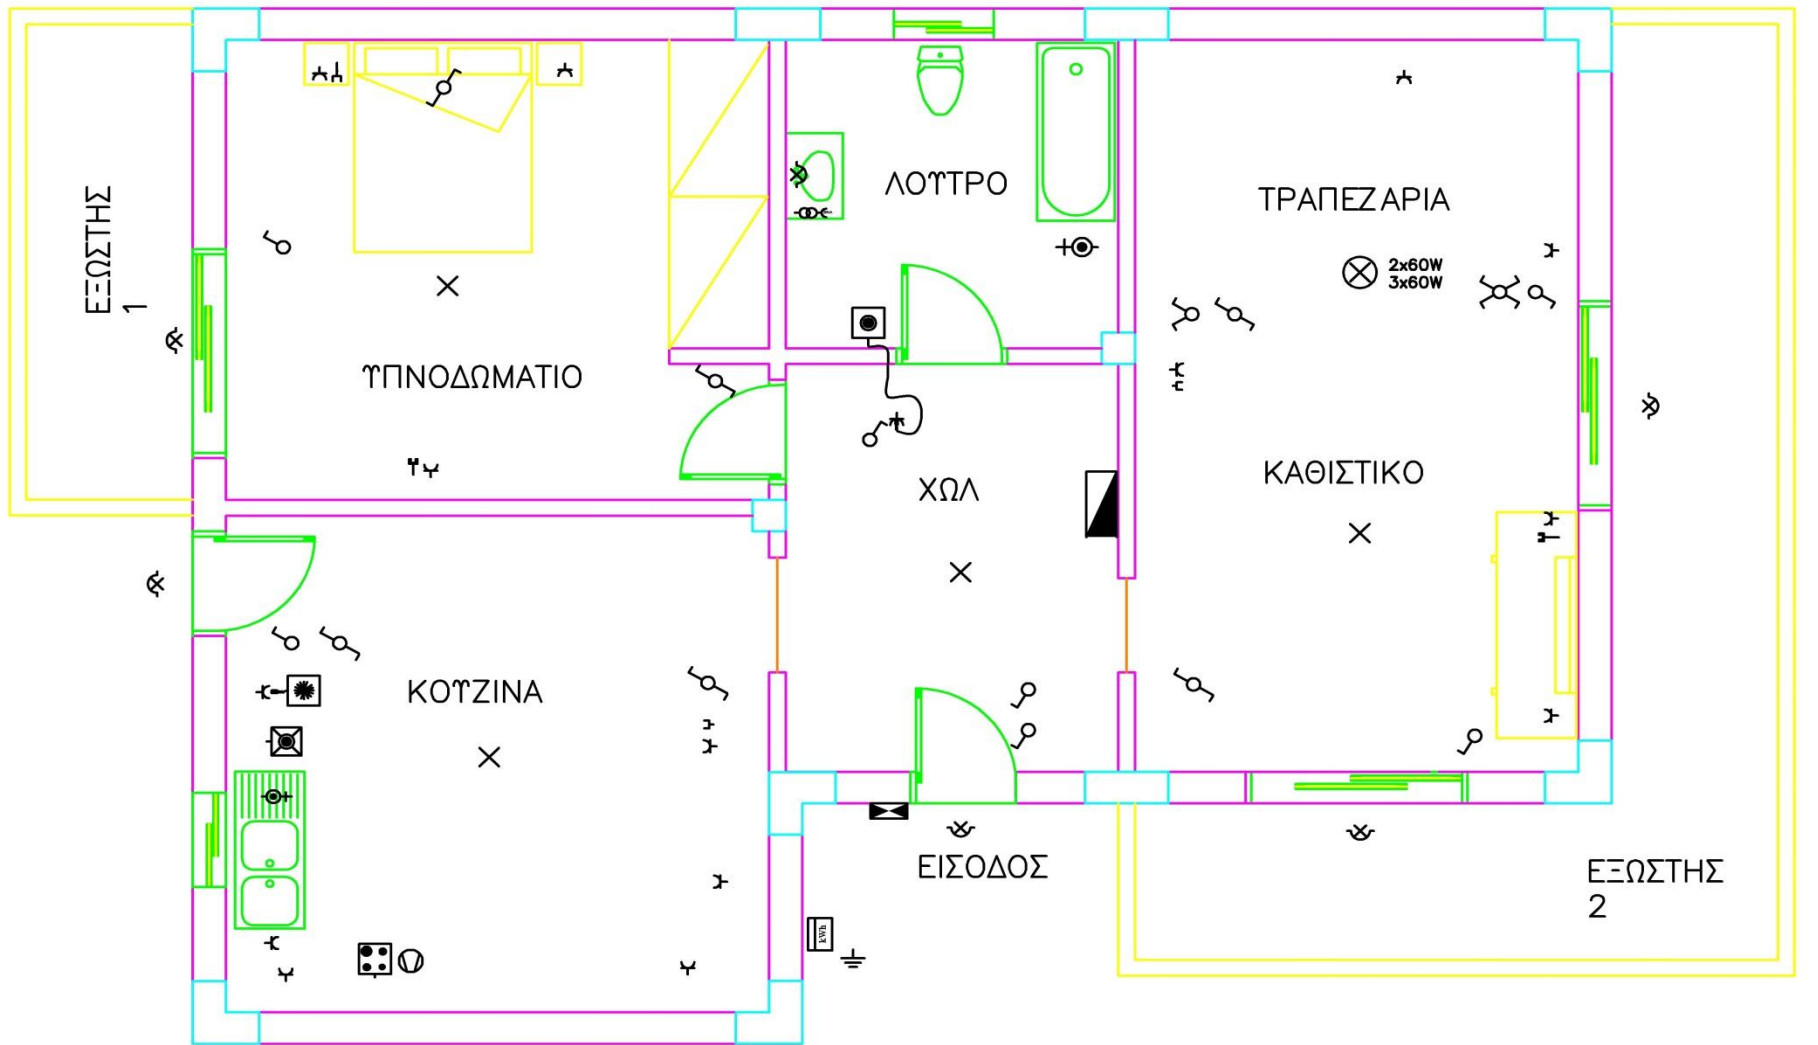 ΛΟΥΤΡΟ
ΤΡΑΠΕΖΑΡΙΑ
ΕΞΩΣΤΗΣ
1
2x60W
3x60W
ΥΠΝΟΔΩΜΑΤΙΟ
ΚΑΘΙΣΤΙΚΟ
ΧΩΛ
ΚΟΥΖΙΝΑ
ΕΙΣΟΔΟΣ
ΕΞΩΣΤΗΣ
2
kWh